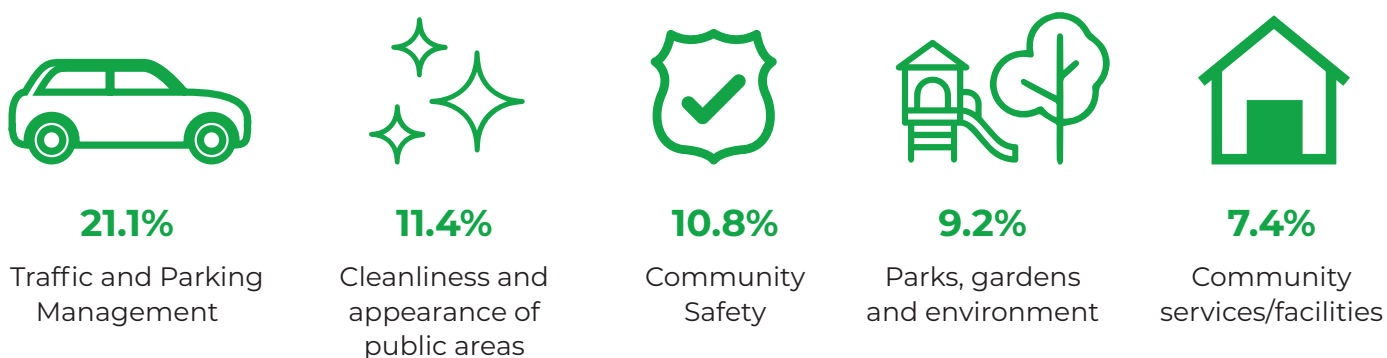 21.1%
Traffic and Parking
Management
11.4%
Cleanliness and
appearance of
public areas
10.8%
Community
Safety
9.2%
Parks, gardens
and environment
7.4%
Community
services/facilities